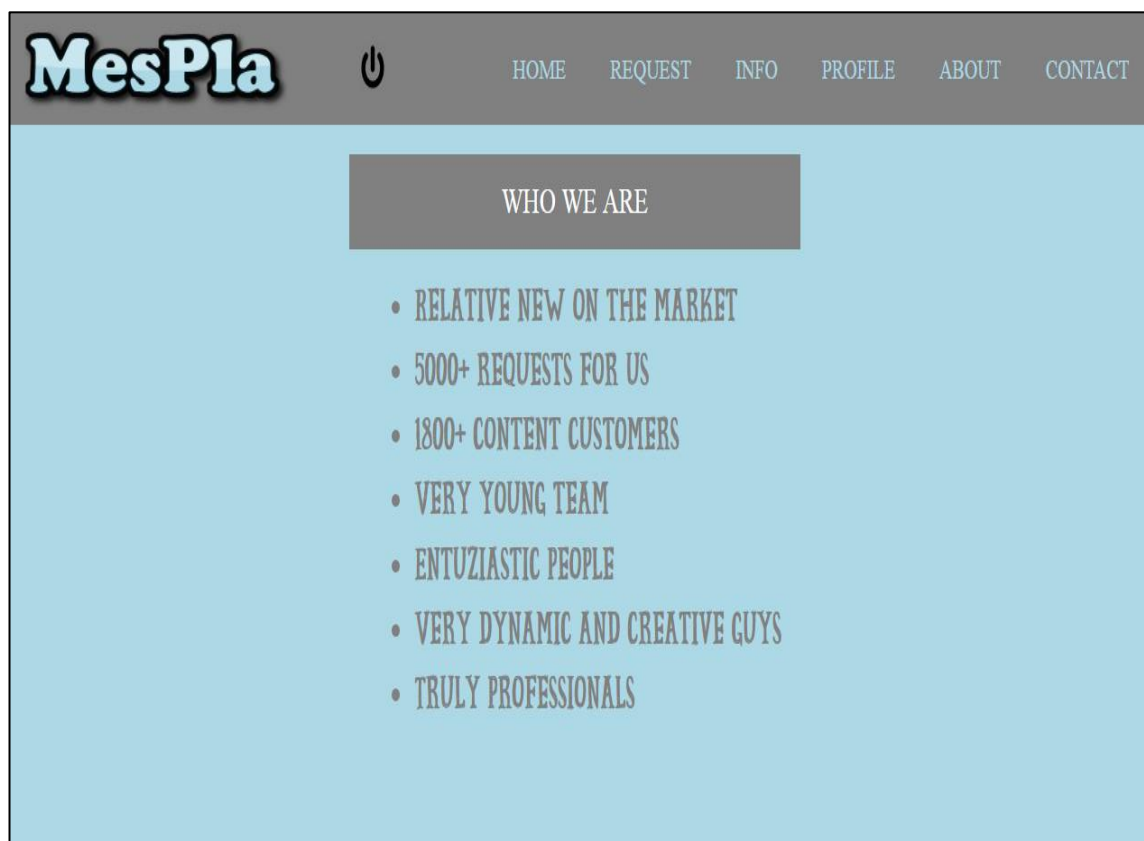 MesPla
HOME REQUEST INFO PROFILE ABOUT CONTACT
WHO WE ARE
• RELATIVE NEW ON THE MARKET
• 5000+ REQUESTS FOR US
• 1800+ CONTENT CUSTOMERS
• VERY YOUNG TEAM
• ENTUZIASTIC PEOPLE
• VERY DYNAMIC AND CREATIVE GUYS
• TRULY PROFESSIONALS